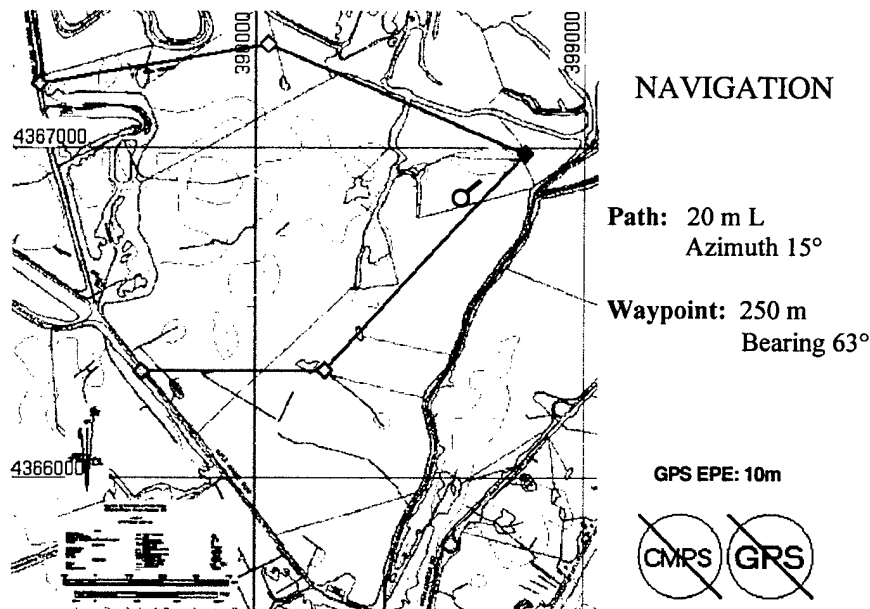 398000
399000
4367000
4366000
NAVIGATION
Path: 20 m L
Azimuth 15°
Waypoint: 250 m
Bearing 63°
GPS EPE: 10m
CMPS
GPS